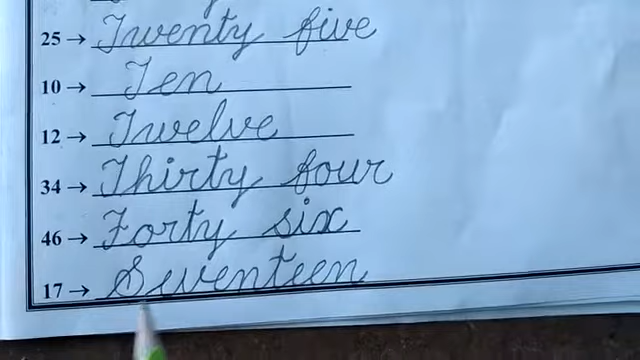 25 → Twenty five
10 → Ten
12 → Twelve
34 → Thirty four
46 → Forty six
17 → Seventeen